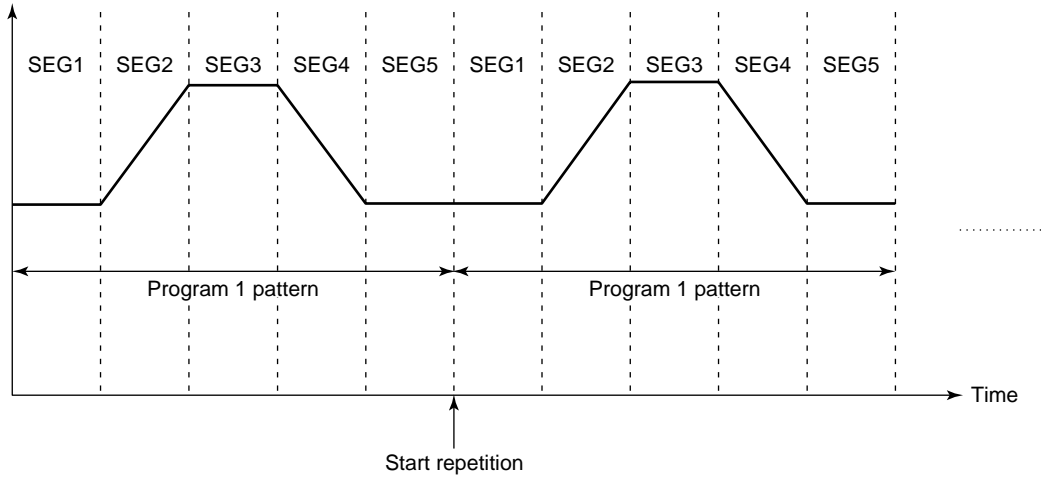 SEG1 SEG2 SEG3 SEG4 SEG5 SEG1 SEG2 SEG3 SEG4 SEG5
Program 1 pattern Program 1 pattern
Time
Start repetition